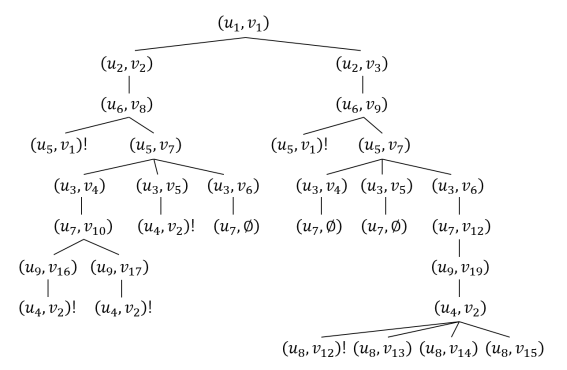 (u₁, v₁)
(u₂, v₂) (u₂, v₃)
(u₆, v₈) (u₆, v₉)
(u₅, v₁)! (u₅, v₇) (u₅, v₁)! (u₅, v₇)
(u₃, v₄) (u₃, v₅) (u₃, v₆) (u₃, v₄) (u₃, v₅) (u₃, v₆)
(u₇, v₁₀) (u₄, v₂)! (u₇, ∅) (u₇, ∅) (u₇, ∅) (u₇, v₁₂)
(u₉, v₁₆) (u₉, v₁₇) (u₉, v₁₉)
(u₄, v₂)! (u₄, v₂)! (u₄, v₂)
(u₈, v₁₂)! (u₈, v₁₃) (u₈, v₁₄) (u₈, v₁₅)